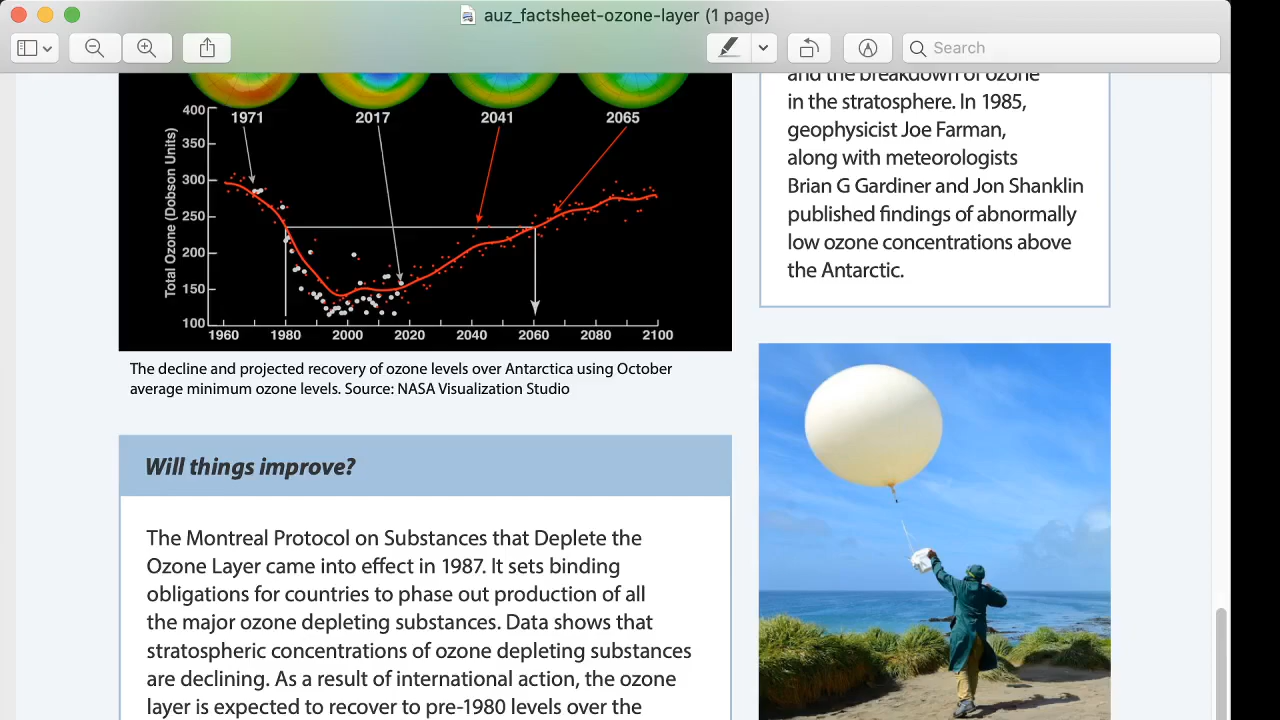 auz_factsheet-ozone-layer (1 page)
Search
1971 2017 2041 2065
Total Ozone (Dobson Units)
400
350
300
250
200
150
100
1960 1980 2000 2020 2040 2060 2080 2100
The decline and projected recovery of ozone levels over Antarctica using October
average minimum ozone levels. Source: NASA Visualization Studio
Will things improve?
The Montreal Protocol on Substances that Deplete the
Ozone Layer came into effect in 1987. It sets binding
obligations for countries to phase out production of all
the major ozone depleting substances. Data shows that
stratospheric concentrations of ozone depleting substances
are declining. As a result of international action, the ozone
layer is expected to recover to pre-1980 levels over the
and the breakdown of ozone
in the stratosphere. In 1985,
geophysicist Joe Farman,
along with meteorologists
Brian G Gardiner and Jon Shanklin
published findings of abnormally
low ozone concentrations above
the Antarctic.